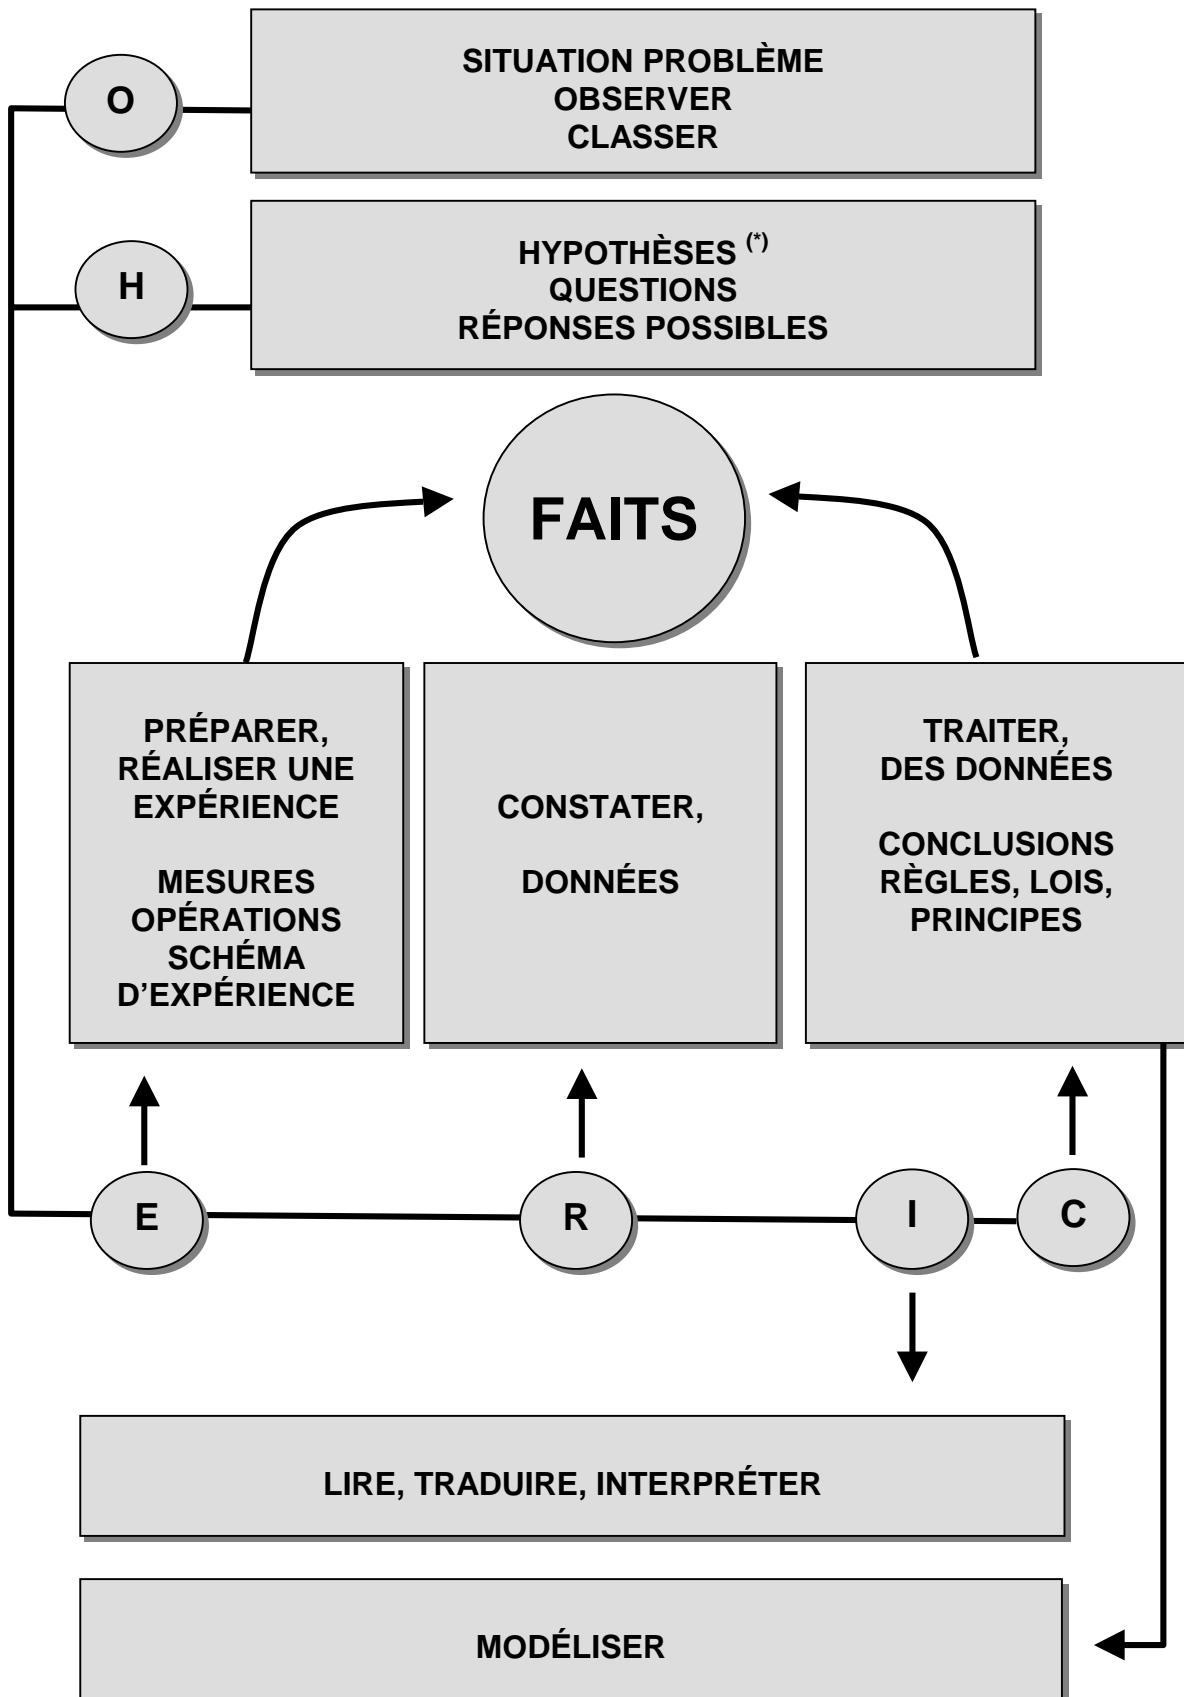 O
SITUATION PROBLÈME
OBSERVER
CLASSER
H
HYPOTHÈSES (*)
QUESTIONS
RÉPONSES POSSIBLES
FAITS
PRÉPARER,
RÉALISER UNE
EXPÉRIENCE
MESURES
OPÉRATIONS
SCHÉMA
D'EXPÉRIENCE
CONSTATER,
DONNÉES
TRAITER,
DES DONNÉES
CONCLUSIONS
RÈGLES, LOIS,
PRINCIPES
E
R
I
C
LIRE, TRADUIRE, INTERPRÉTER
MODÉLISER